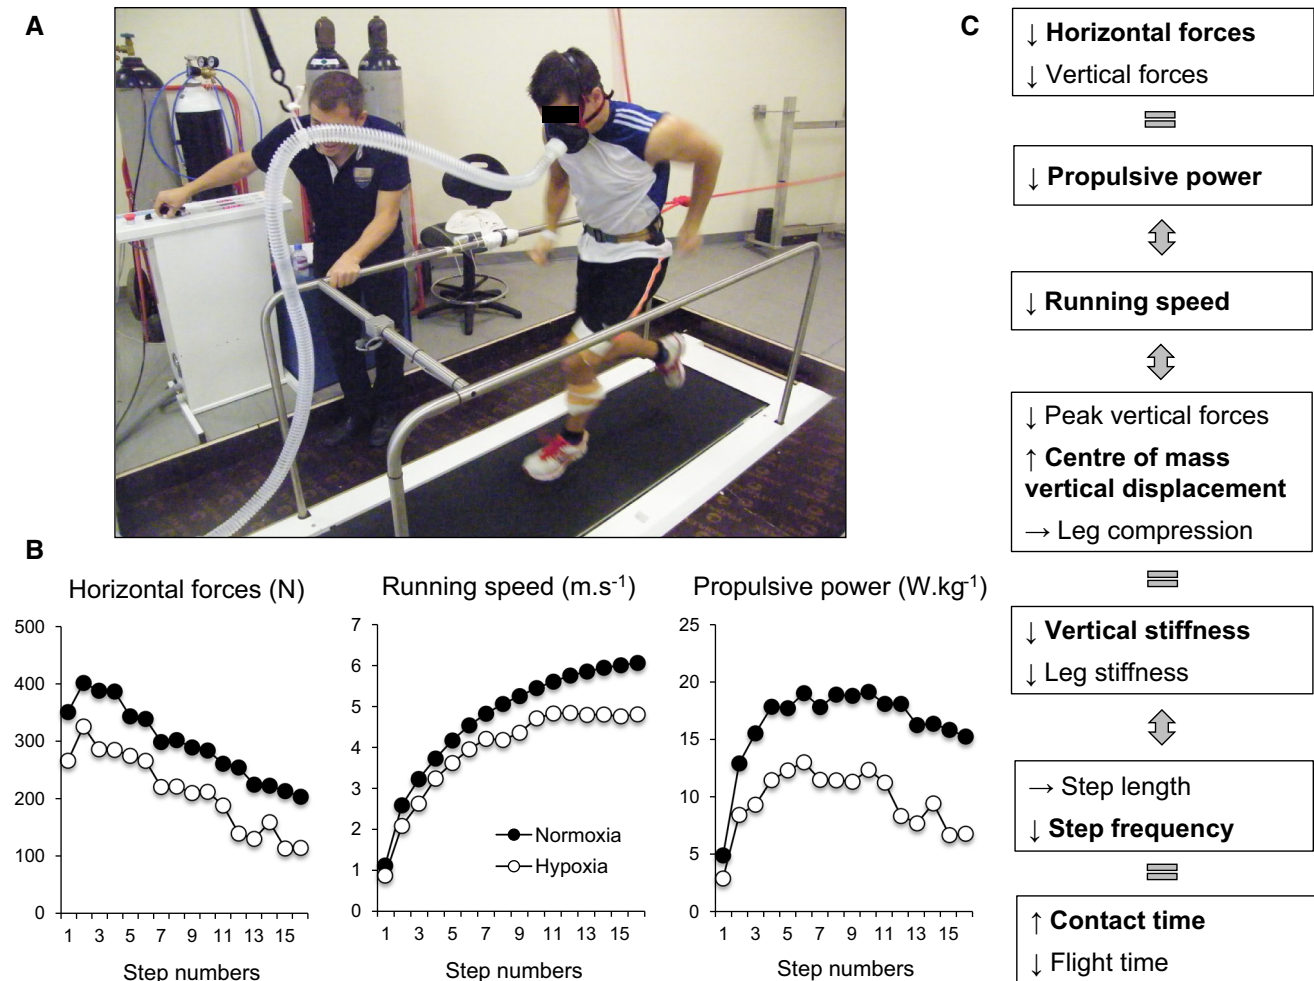 A
B
Horizontal forces (N)
500
400
300
200
100
0
1 3 5 7 9 11 13 15
Step numbers
Running speed (m.s-1)
7
6
5
4
3
2
1
0
Normoxia
Hypoxia
1 3 5 7 9 11 13 15
Step numbers
Propulsive power (W.kg-1)
25
20
15
10
5
0
1 3 5 7 9 11 13 15
Step numbers
C
↓ Horizontal forces
↓ Vertical forces
↓ Propulsive power
↓ Running speed
↓ Peak vertical forces
↑ Centre of mass
vertical displacement
→ Leg compression
↓ Vertical stiffness
↓ Leg stiffness
→ Step length
↓ Step frequency
↑ Contact time
↓ Flight time